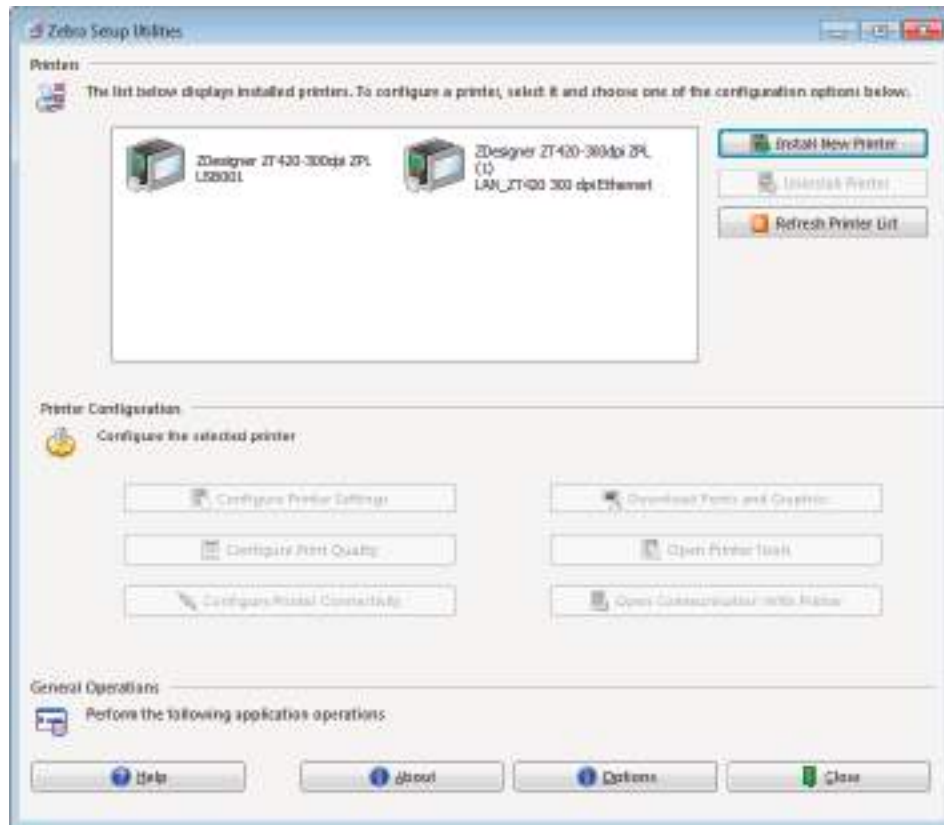 Zebra Setup Utilities
Printers
The list below displays installed printers. To configure a printer, select it and choose one of the configuration options below.
ZDesigner ZT420-300dpi ZPL
USB001
ZDesigner ZT420-300dpi ZPL
(1)
LAN_ZT420 300 dpi Ethernet
Install New Printer
Uninstall Printer
Refresh Printer List
Printer Configuration
Configure the selected printer
Configure Printer Settings
Download Fonts and Graphics
Configure Print Quality
Open Printer Tools
Configure Printer Connectivity
Open Communication With Printer
General Operations
Perform the following application operations
Help
About
Options
Close